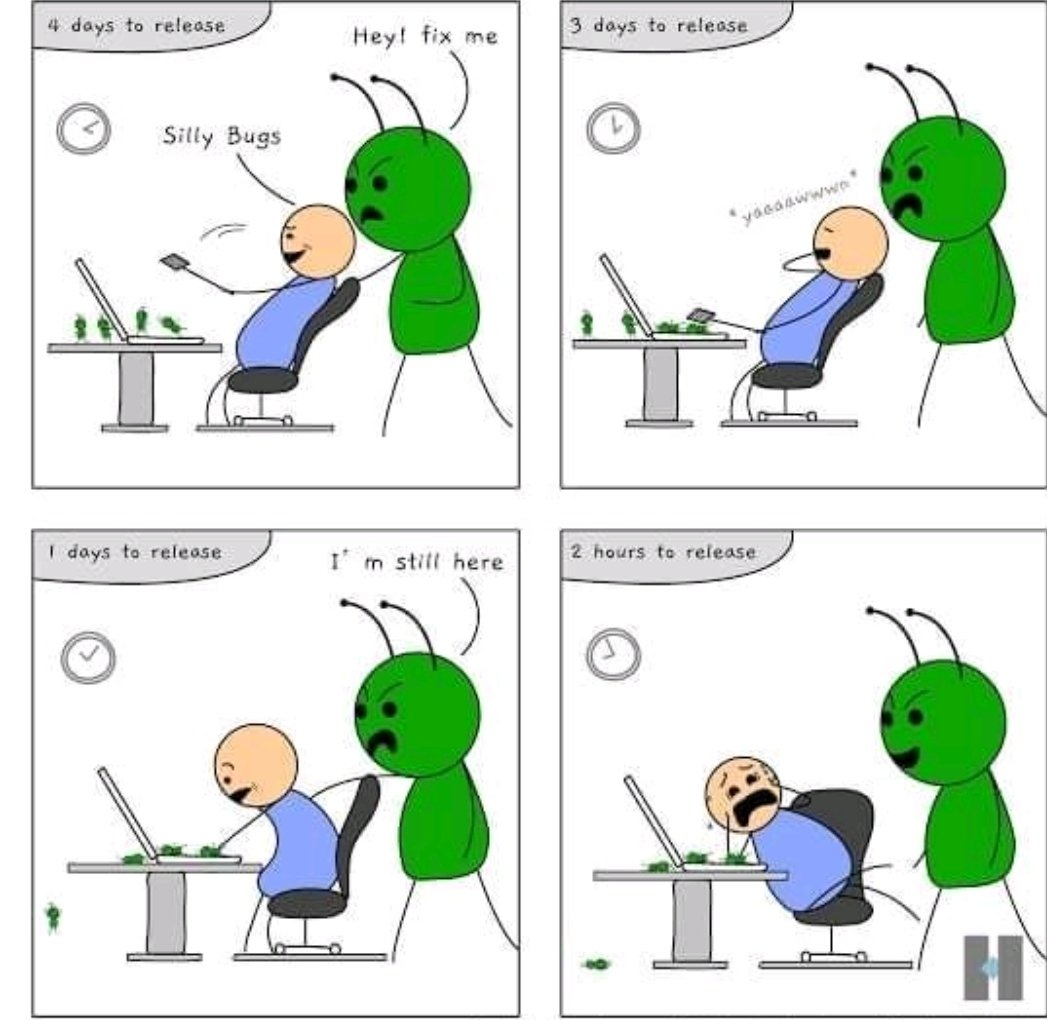 4 days to release
Hey! fix me
Silly Bugs
3 days to release
*yaaaawwwn*
1 days to release
I'm still here
2 hours to release